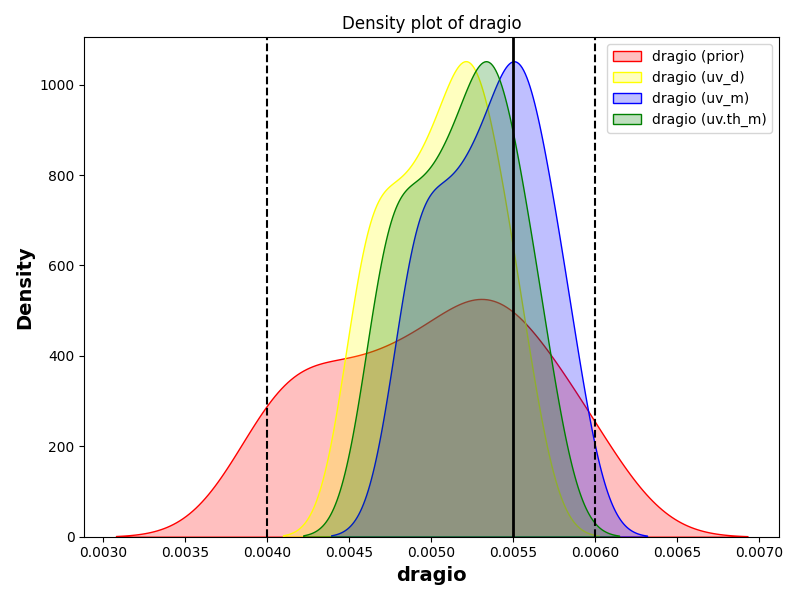 Density plot of dragio
dragio (prior)
dragio (uv_d)
dragio (uv_m)
dragio (uv.th_m)
Density
1000
800
600
400
200
0
0.0030 0.0035 0.0040 0.0045 0.0050 0.0055 0.0060 0.0065 0.0070
dragio